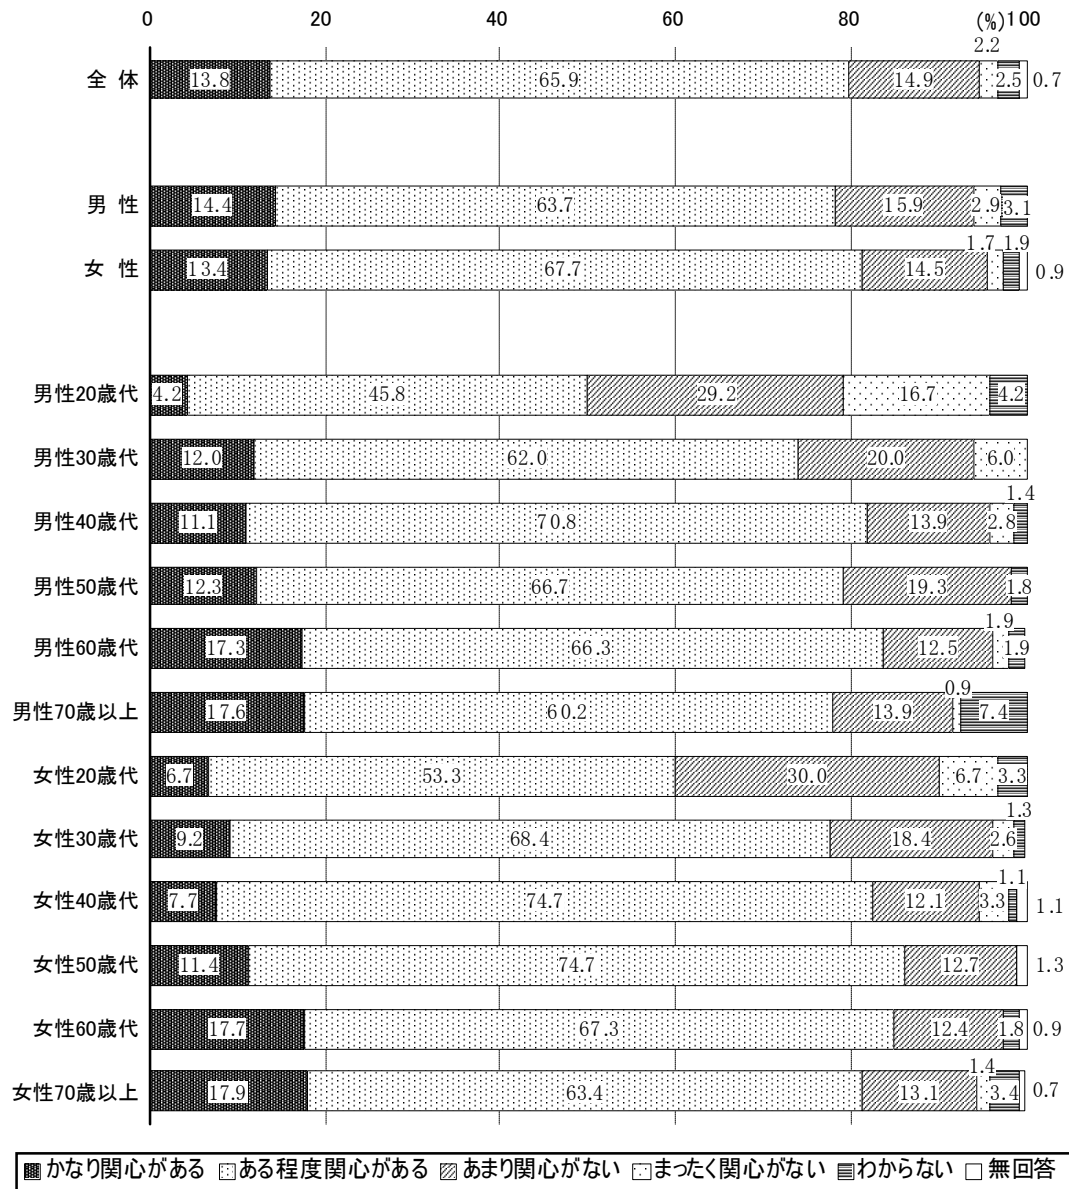 0 20 40 60 80 (%)100
2.2
全 体 13.8 65.9 14.9 2.5 0.7
男 性 14.4 63.7 15.9 2.9 3.1
1.7 1.9
女 性 13.4 67.7 14.5 0.9
男性20歳代 4.2 45.8 29.2 16.7 4.2
男性30歳代 12.0 62.0 20.0 6.0
1.4
男性40歳代 11.1 70.8 13.9 2.8
男性50歳代 12.3 66.7 19.3 1.8
1.9
男性60歳代 17.3 66.3 12.5 1.9
0.9
男性70歳以上 17.6 60.2 13.9 7.4
女性20歳代 6.7 53.3 30.0 6.7 3.3
1.3
女性30歳代 9.2 68.4 18.4 2.6
1.1
女性40歳代 7.7 74.7 12.1 3.3 1.1
女性50歳代 11.4 74.7 12.7 1.3
女性60歳代 17.7 67.3 12.4 1.8 0.9
1.4
女性70歳以上 17.9 63.4 13.1 3.4 0.7
かなり関心がある ある程度関心がある あまり関心がない まったく関心がない わからない 無回答